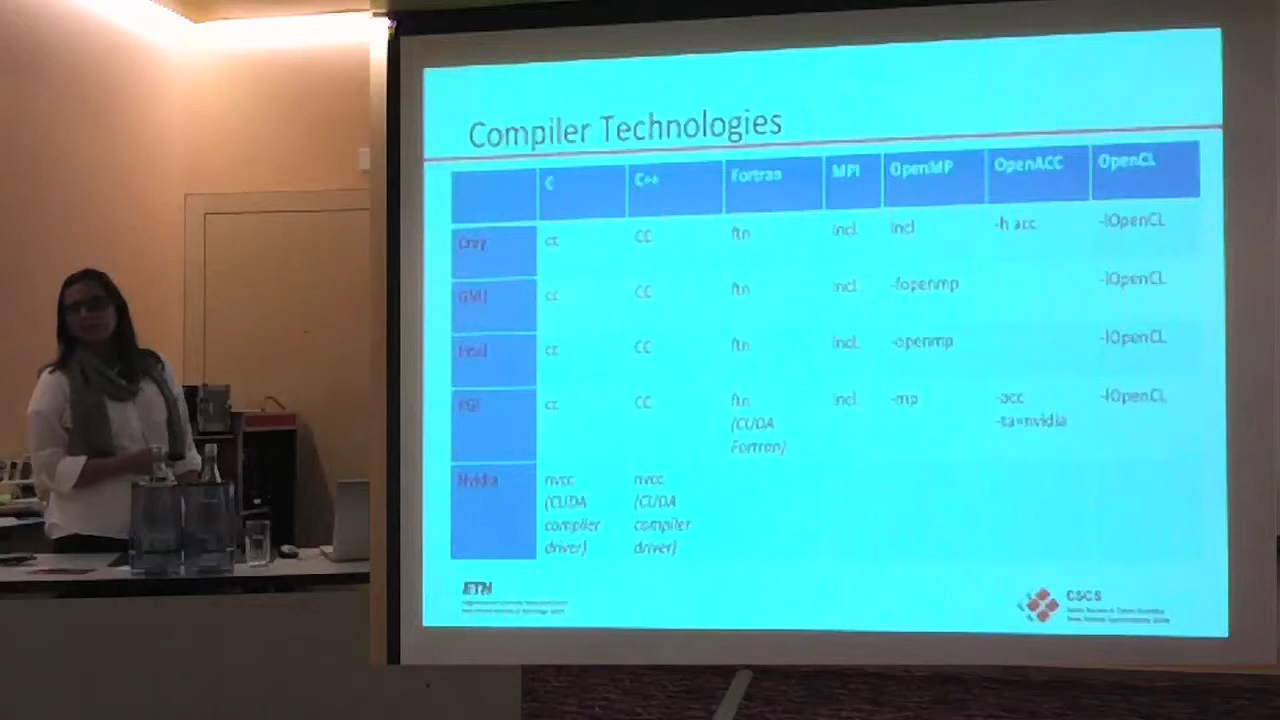 Compiler Technologies
C C++ Fortran MPI OpenMP OpenACC OpenCL
Cray cc CC ftn incl. incl -h acc -lOpenCL
GNU cc CC ftn incl. -fopenmp -lOpenCL
Intel cc CC ftn incl. -openmp -lOpenCL
PGI cc CC ftn incl. -mp -acc -lOpenCL
(CUDA -ta=nvidia
Fortran)
Nvidia nvcc nvcc
(CUDA (CUDA
compiler compiler
driver) driver)
ETH
CSCS